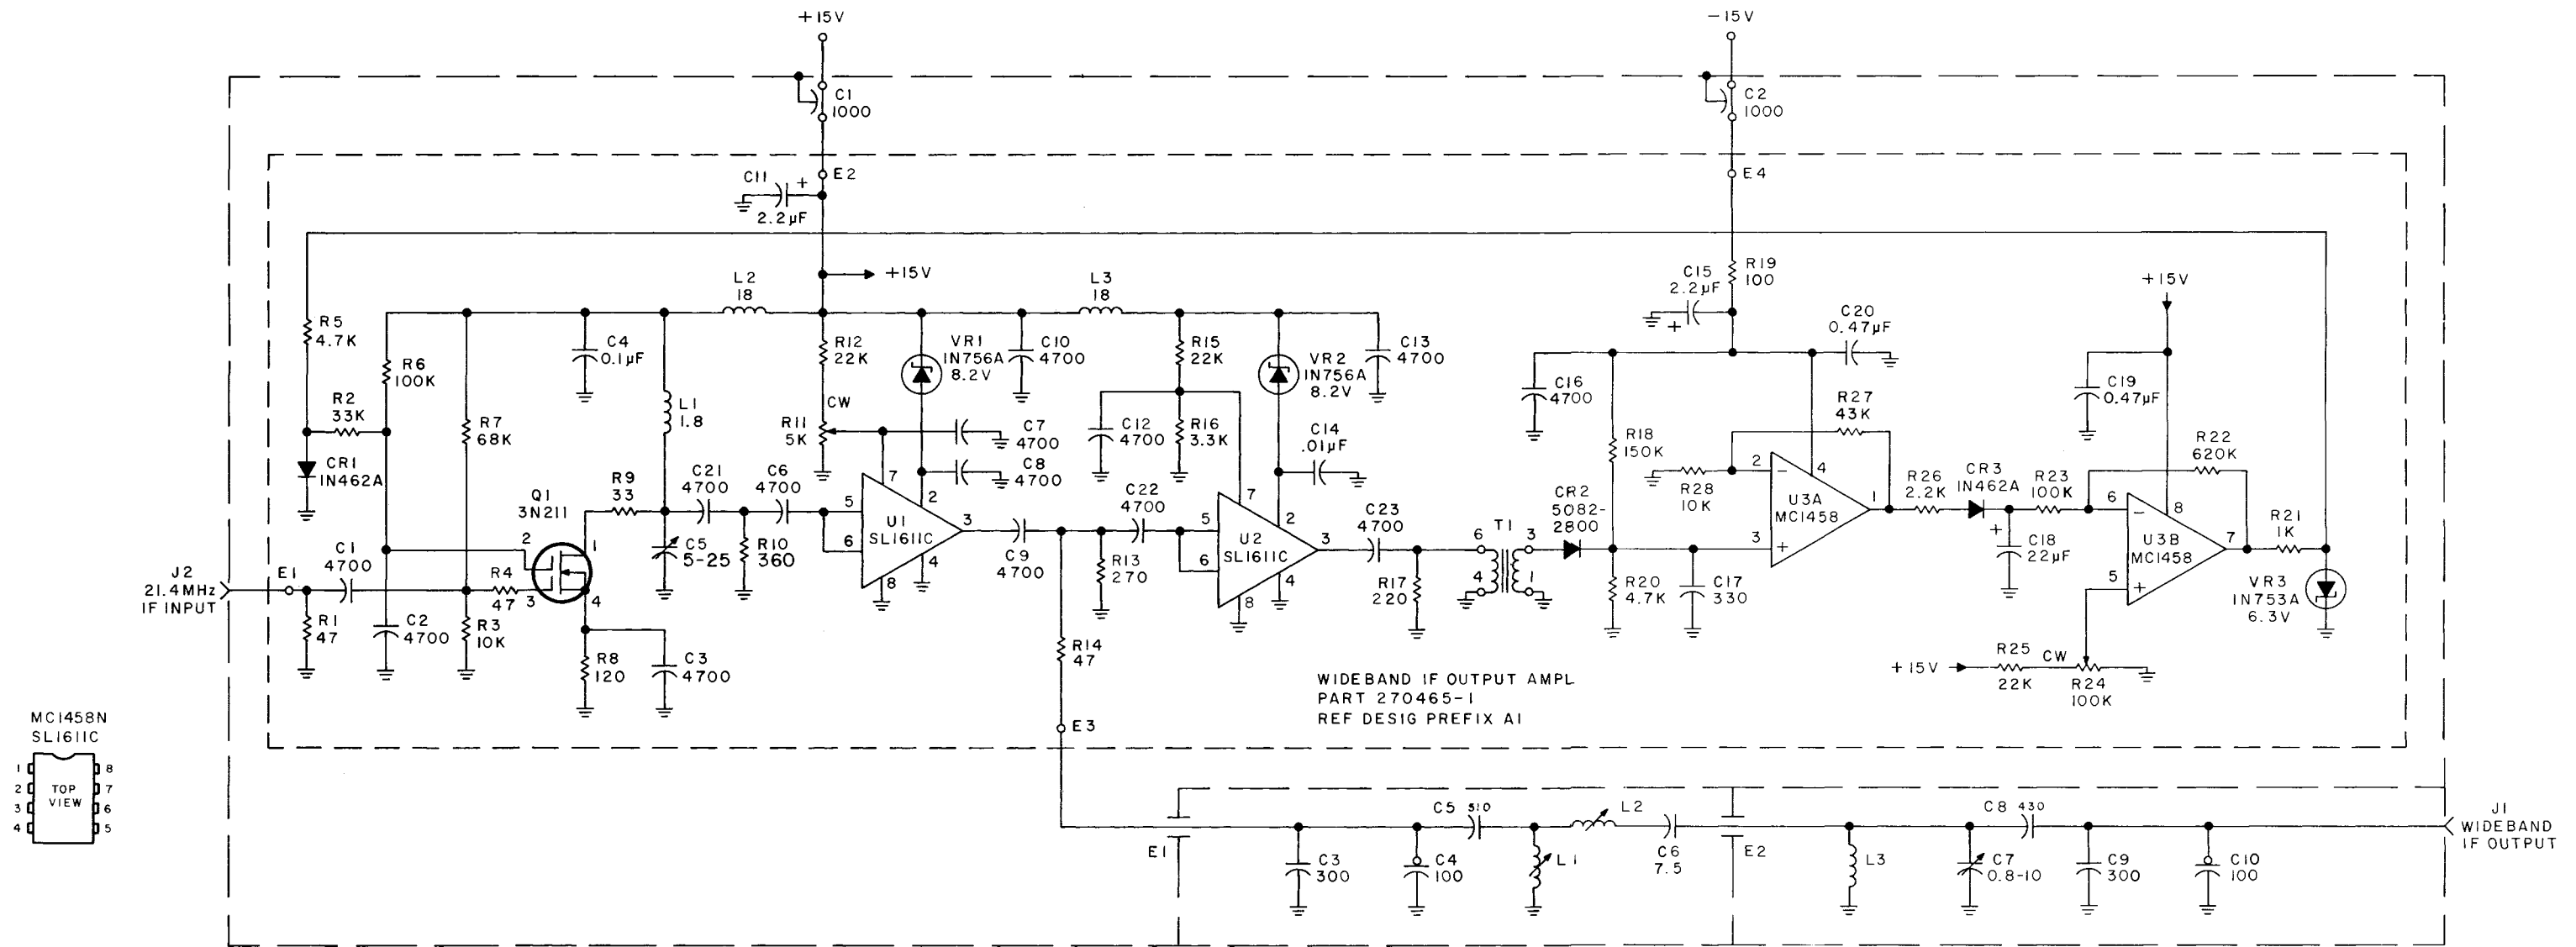 +15V
-15V
C1
1000
C2
1000
C11
+
2.2µF
E2
E4
+15V
L2
18
L3
18
C15
2.2µF
+
R19
100
+15V
R5
4.7K
R6
100K
C4
0.1µF
R12
22K
VR1
1N756A
8.2V
C10
4700
R15
22K
VR2
1N756A
8.2V
C13
4700
C20
0.47µF
C16
4700
C19
0.47µF
R2
33K
R7
68K
L1
1.8
CW
R11
5K
C7
4700
C8
4700
C12
4700
R16
3.3K
C14
.01µF
R27
43K
R18
150K
R22
620K
CR1
1N462A
Q1
3N211
R9
33
C21
4700
C6
4700
7
2
5
6
U1
SL1611C
3
4
8
C22
4700
7
2
5
6
U2
SL1611C
3
4
8
C23
4700
CR2
5082-
2800
R28
10K
2
-
4
U3A
MC1458
1
3
+
R26
2.2K
CR3
1N462A
R23
100K
6
-
8
U3B
MC1458
7
5
+
R21
1K
J2
21.4MHz
IF INPUT
E1
C1
4700
R4
47
2
1
3
4
C5
5-25
R10
360
C9
4700
R13
270
R17
220
T1
6
3
4
1
R20
4.7K
C17
330
+
C18
22µF
VR3
1N753A
6.3V
R1
47
C2
4700
R3
10K
R8
120
C3
4700
R14
47
+15V
R25
22K
CW
R24
100K
WIDEBAND IF OUTPUT AMPL
PART 270465-1
REF DESIG PREFIX A1
E3
MC1458N
SL1611C
1
2
3
4
TOP
VIEW
8
7
6
5
E1
C3
300
C4
100
C5 510
L1
L2
C6
7.5
E2
L3
C7
0.8-10
C8 430
C9
300
C10
100
J1
WIDEBAND
IF OUTPUT